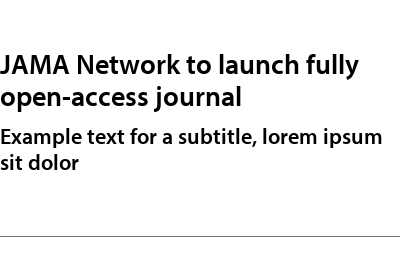 JAMA Network to launch fully
open-access journal
Example text for a subtitle, lorem ipsum
sit dolor